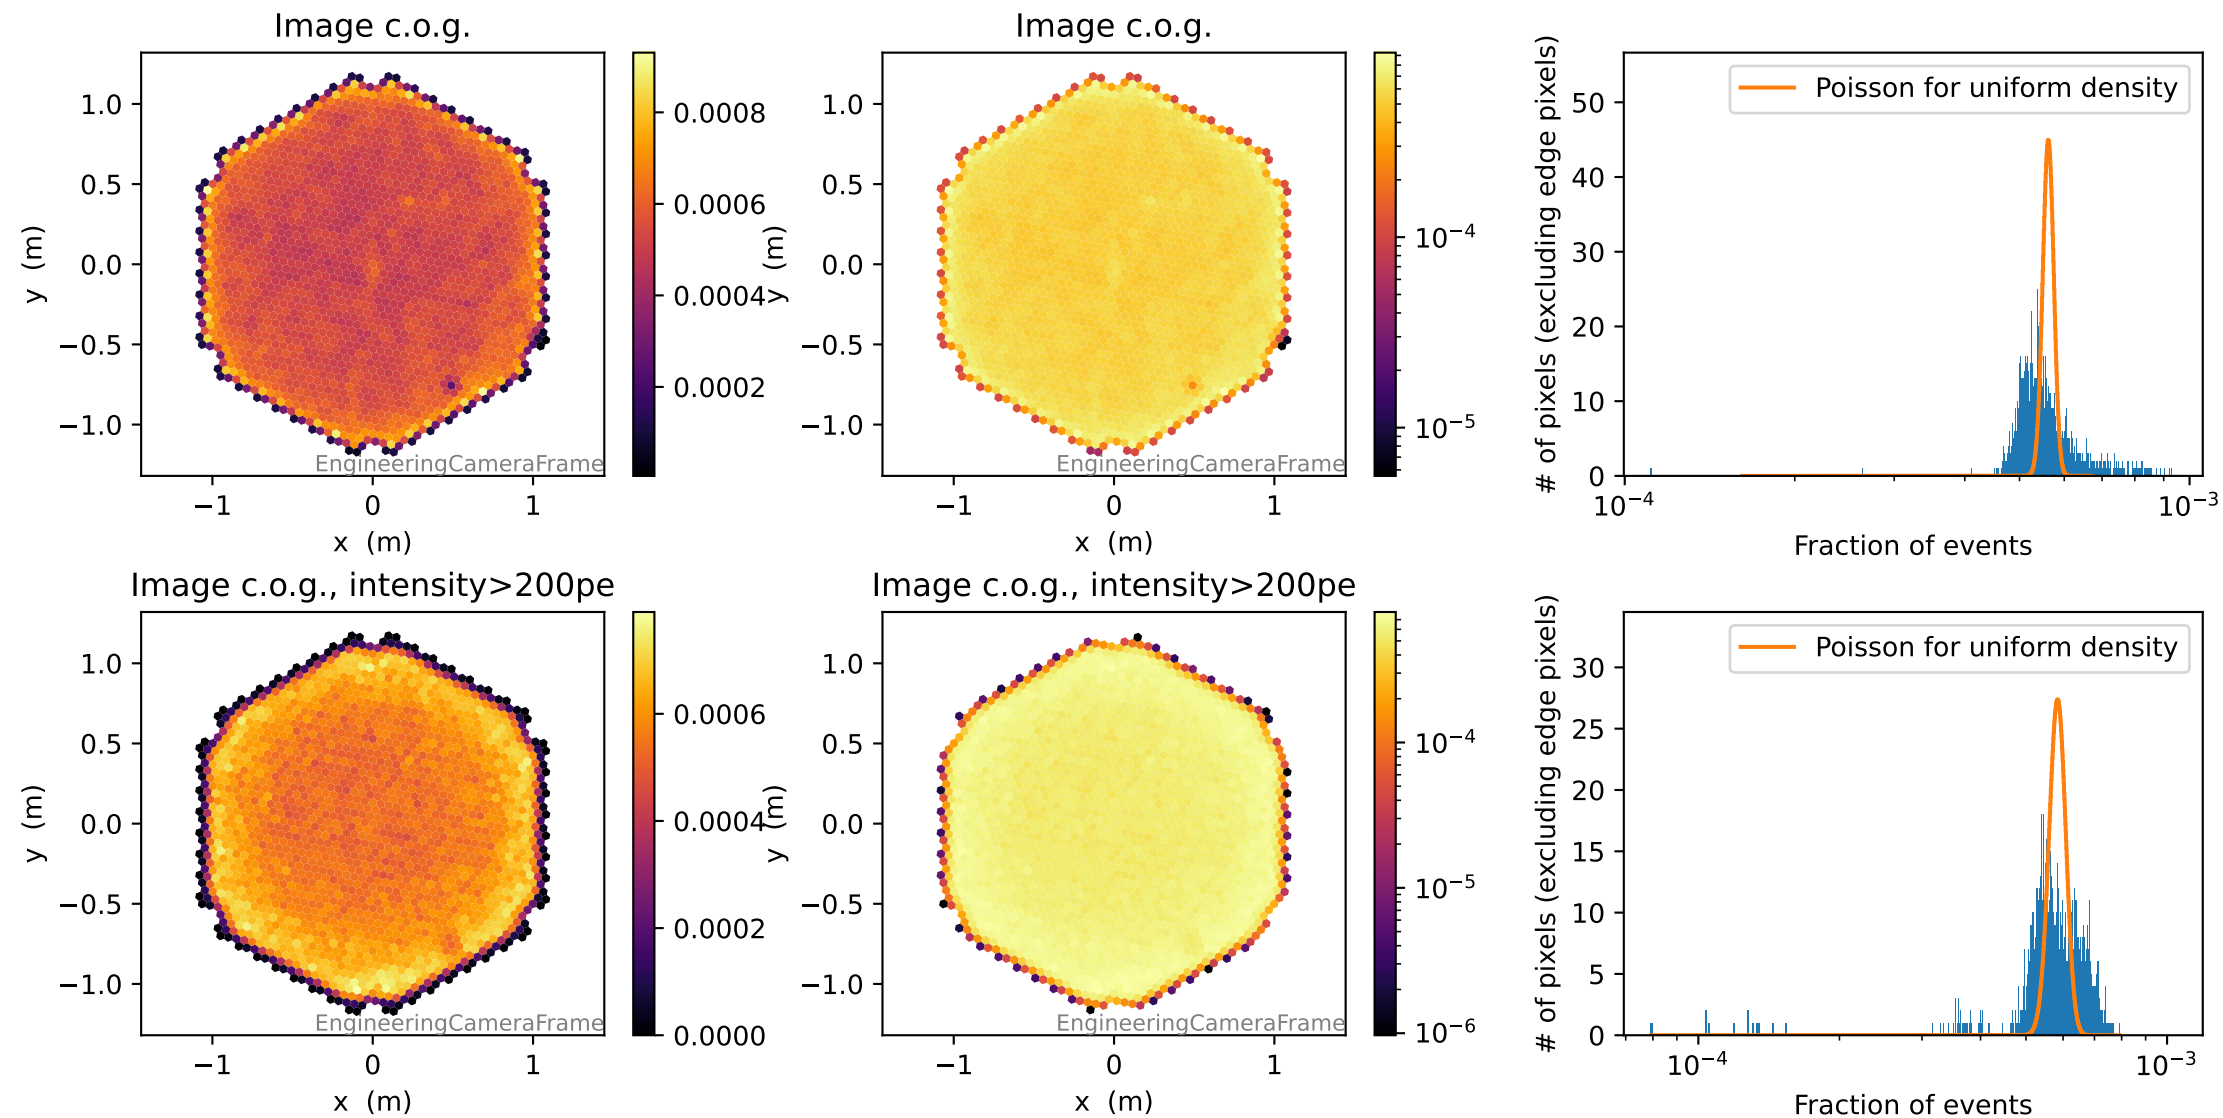 Image c.o.g.
1.0
0.5
0.0
−0.5
−1.0
y (m)
−1
0
1
x (m)
EngineeringCameraFrame
0.0008
0.0006
0.0004
0.0002
Image c.o.g.
1.0
0.5
0.0
−0.5
−1.0
y (m)
−1
0
1
x (m)
EngineeringCameraFrame
10⁻⁴
10⁻⁵
# of pixels (excluding edge pixels)
50
40
30
20
10
0
Poisson for uniform density
10⁻⁴
10⁻³
Fraction of events
Image c.o.g., intensity>200pe
1.0
0.5
0.0
−0.5
−1.0
y (m)
−1
0
1
x (m)
EngineeringCameraFrame
0.0006
0.0004
0.0002
0.0000
Image c.o.g., intensity>200pe
1.0
0.5
0.0
−0.5
−1.0
y (m)
−1
0
1
x (m)
EngineeringCameraFrame
10⁻⁴
10⁻⁵
10⁻⁶
# of pixels (excluding edge pixels)
30
25
20
15
10
5
0
Poisson for uniform density
10⁻⁴
10⁻³
Fraction of events